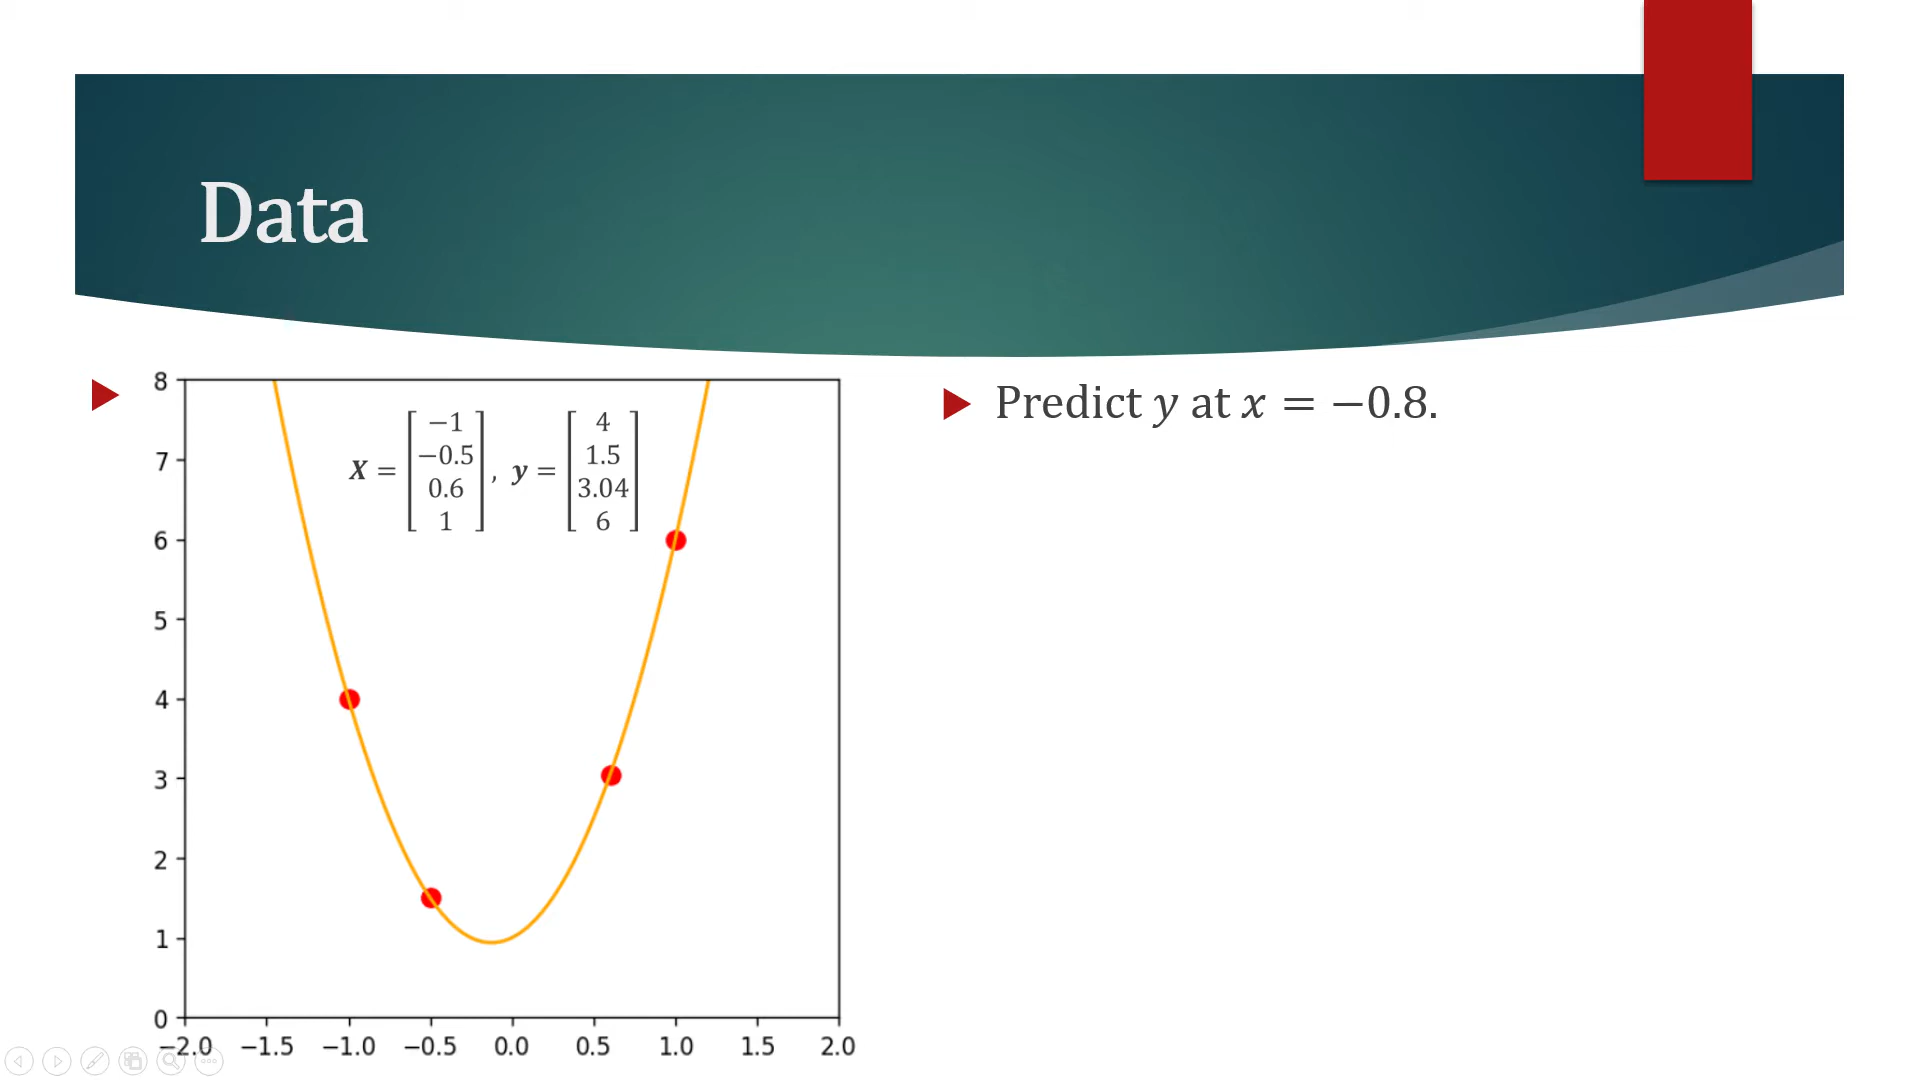 Data
8
7
6
5
4
3
2
1
0
−2.0 −1.5 −1.0 −0.5 0.0 0.5 1.0 1.5 2.0
X = [−1 −0.5 0.6 1], y = [4 1.5 3.04 6]
Predict y at x = −0.8.